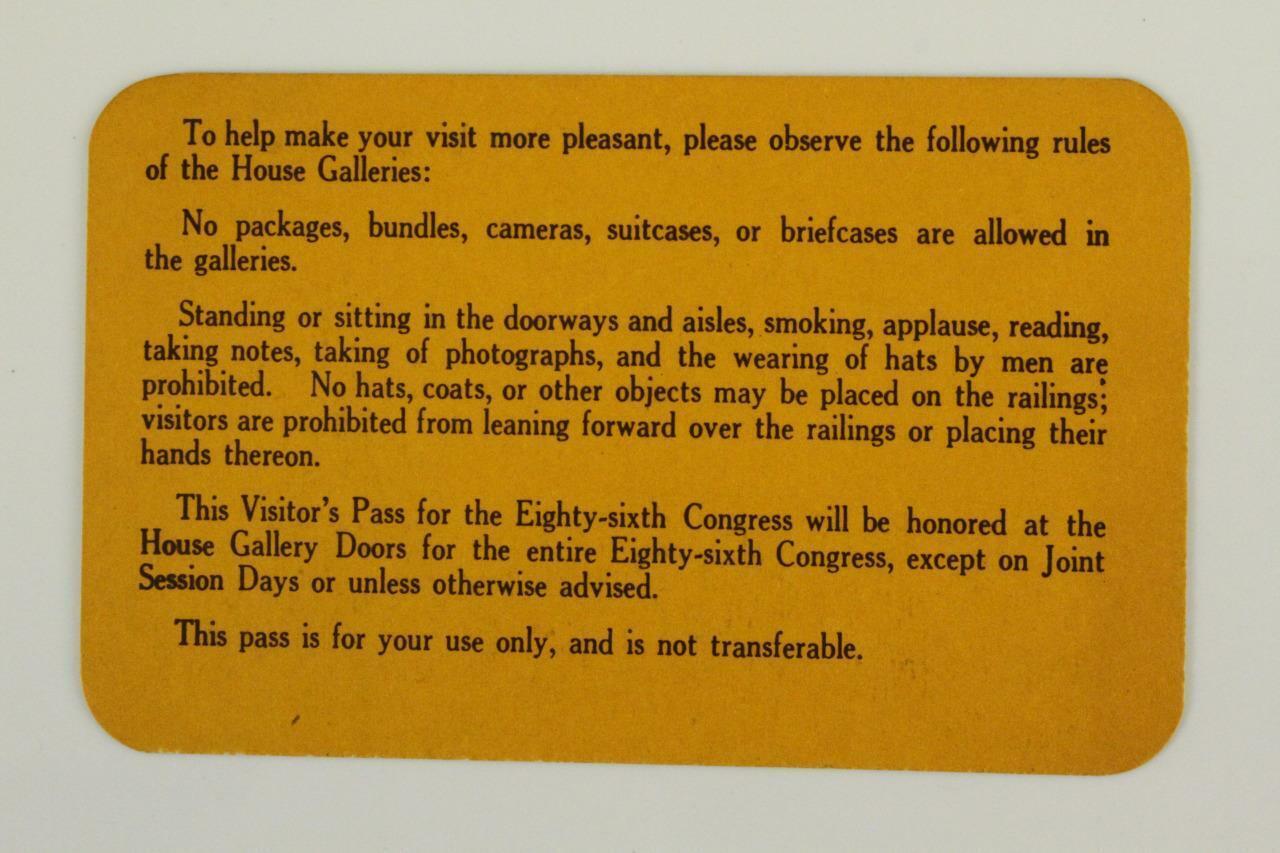 To help make your visit more pleasant, please observe the following rules
of the House Galleries:
No packages, bundles, cameras, suitcases, or briefcases are allowed in
the galleries.
Standing or sitting in the doorways and aisles, smoking, applause, reading,
taking notes, taking of photographs, and the wearing of hats by men are
prohibited. No hats, coats, or other objects may be placed on the railings;
visitors are prohibited from leaning forward over the railings or placing their
hands thereon.
This Visitor's Pass for the Eighty-sixth Congress will be honored at the
House Gallery Doors for the entire Eighty-sixth Congress, except on Joint
Session Days or unless otherwise advised.
This pass is for your use only, and is not transferable.